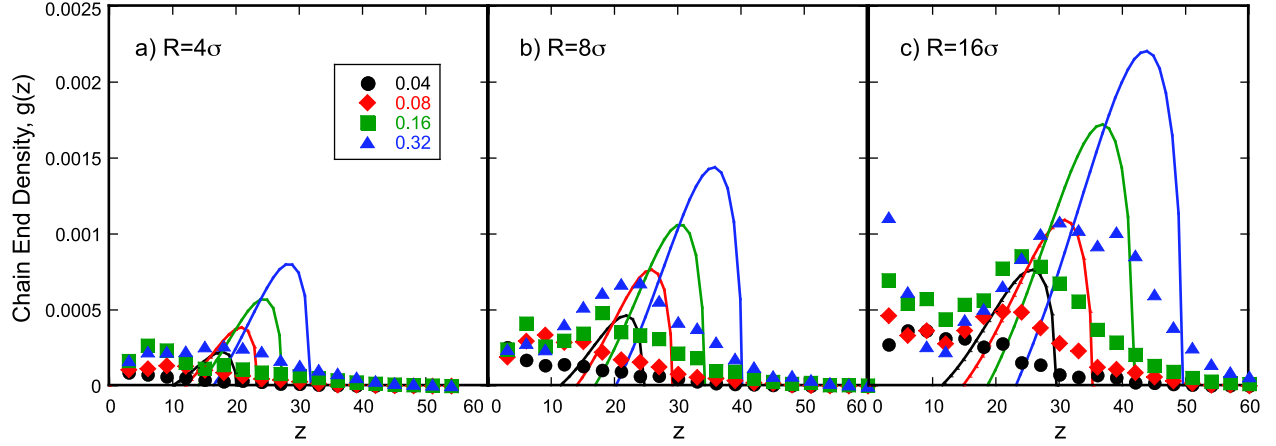 0.0025
a) R=4σ
b) R=8σ
c) R=16σ
0.04
0.08
0.16
0.32
0.002
0.0015
0.001
0.0005
0
Chain End Density, g(z)
0 10 20 30 40 50 60
10 20 30 40 50 60
10 20 30 40 50 60
z
z
z